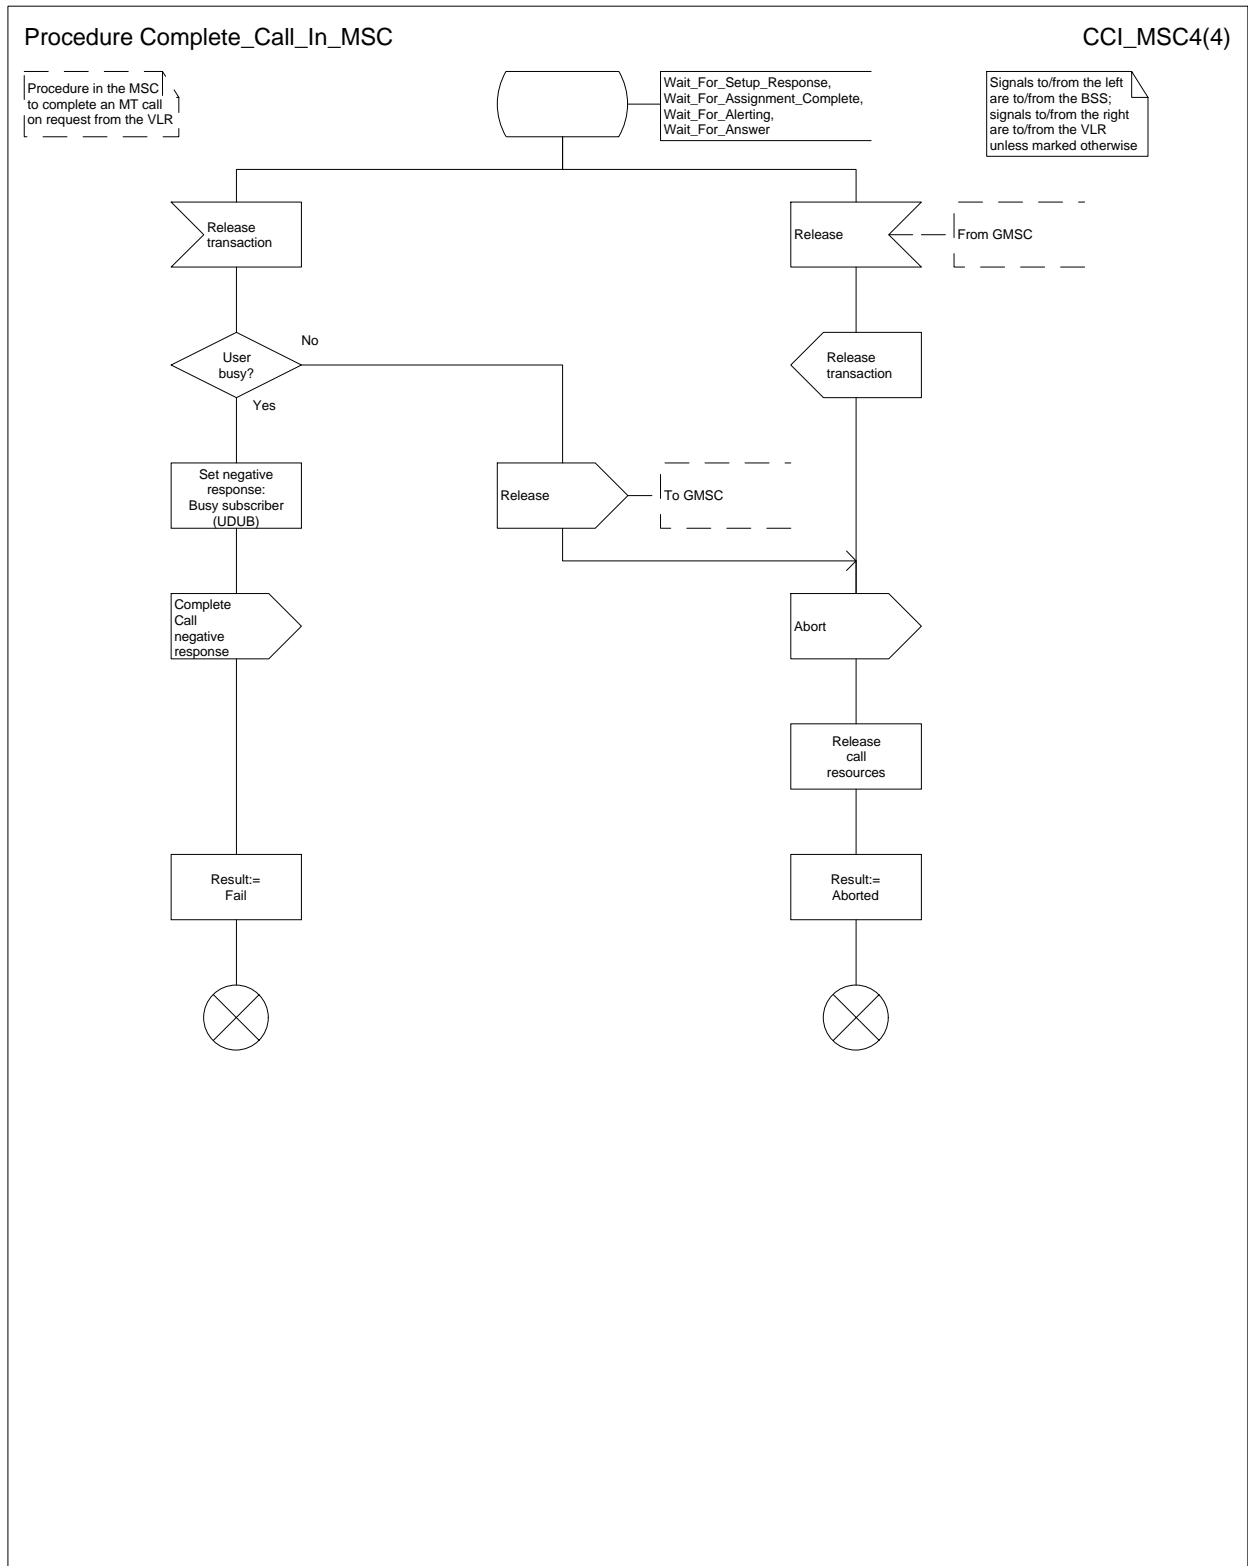 Procedure Complete_Call_In_MSC
CCI_MSC4(4)
Procedure in the MSC
to complete an MT call
on request from the VLR
Wait_For_Setup_Response,
Wait_For_Assignment_Complete,
Wait_For_Alerting,
Wait_For_Answer
Signals to/from the left
are to/from the BSS;
signals to/from the right
are to/from the VLR
unless marked otherwise
Release
transaction
Release
From GMSC
User
busy?
No
Yes
Release
transaction
Set negative
response:
Busy subscriber
(UDUB)
Release
To GMSC
Complete
Call
negative
response
Abort
Release
call
resources
Result:=
Fail
Result:=
Aborted